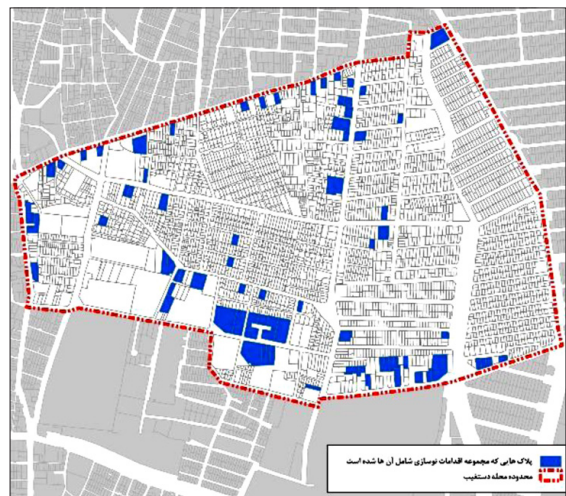 پلاک هایی که مجموعه اقدامات نوسازی شامل آن ها شده است
محدوده محله دستغیب